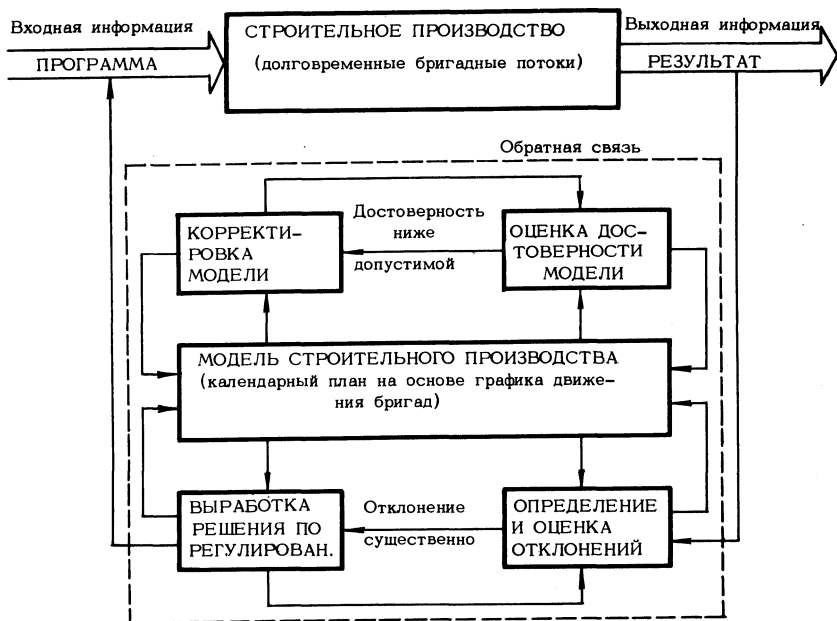 Входная информация
ПРОГРАММА
СТРОИТЕЛЬНОЕ ПРОИЗВОДСТВО
(долговременные бригадные потоки)
Выходная информация
РЕЗУЛЬТАТ
Обратная связь
КОРРЕКТИ-
РОВКА
МОДЕЛИ
Достоверность
ниже
допустимой
ОЦЕНКА ДОС-
ТОВЕРНОСТИ
МОДЕЛИ
МОДЕЛЬ СТРОИТЕЛЬНОГО ПРОИЗВОДСТВА
(календарный план на основе графика движе-
ния бригад)
ВЫРАБОТКА
РЕШЕНИЯ ПО
РЕГУЛИРОВАН.
Отклонение
существенно
ОПРЕДЕЛЕНИЕ
И ОЦЕНКА
ОТКЛОНЕНИЙ